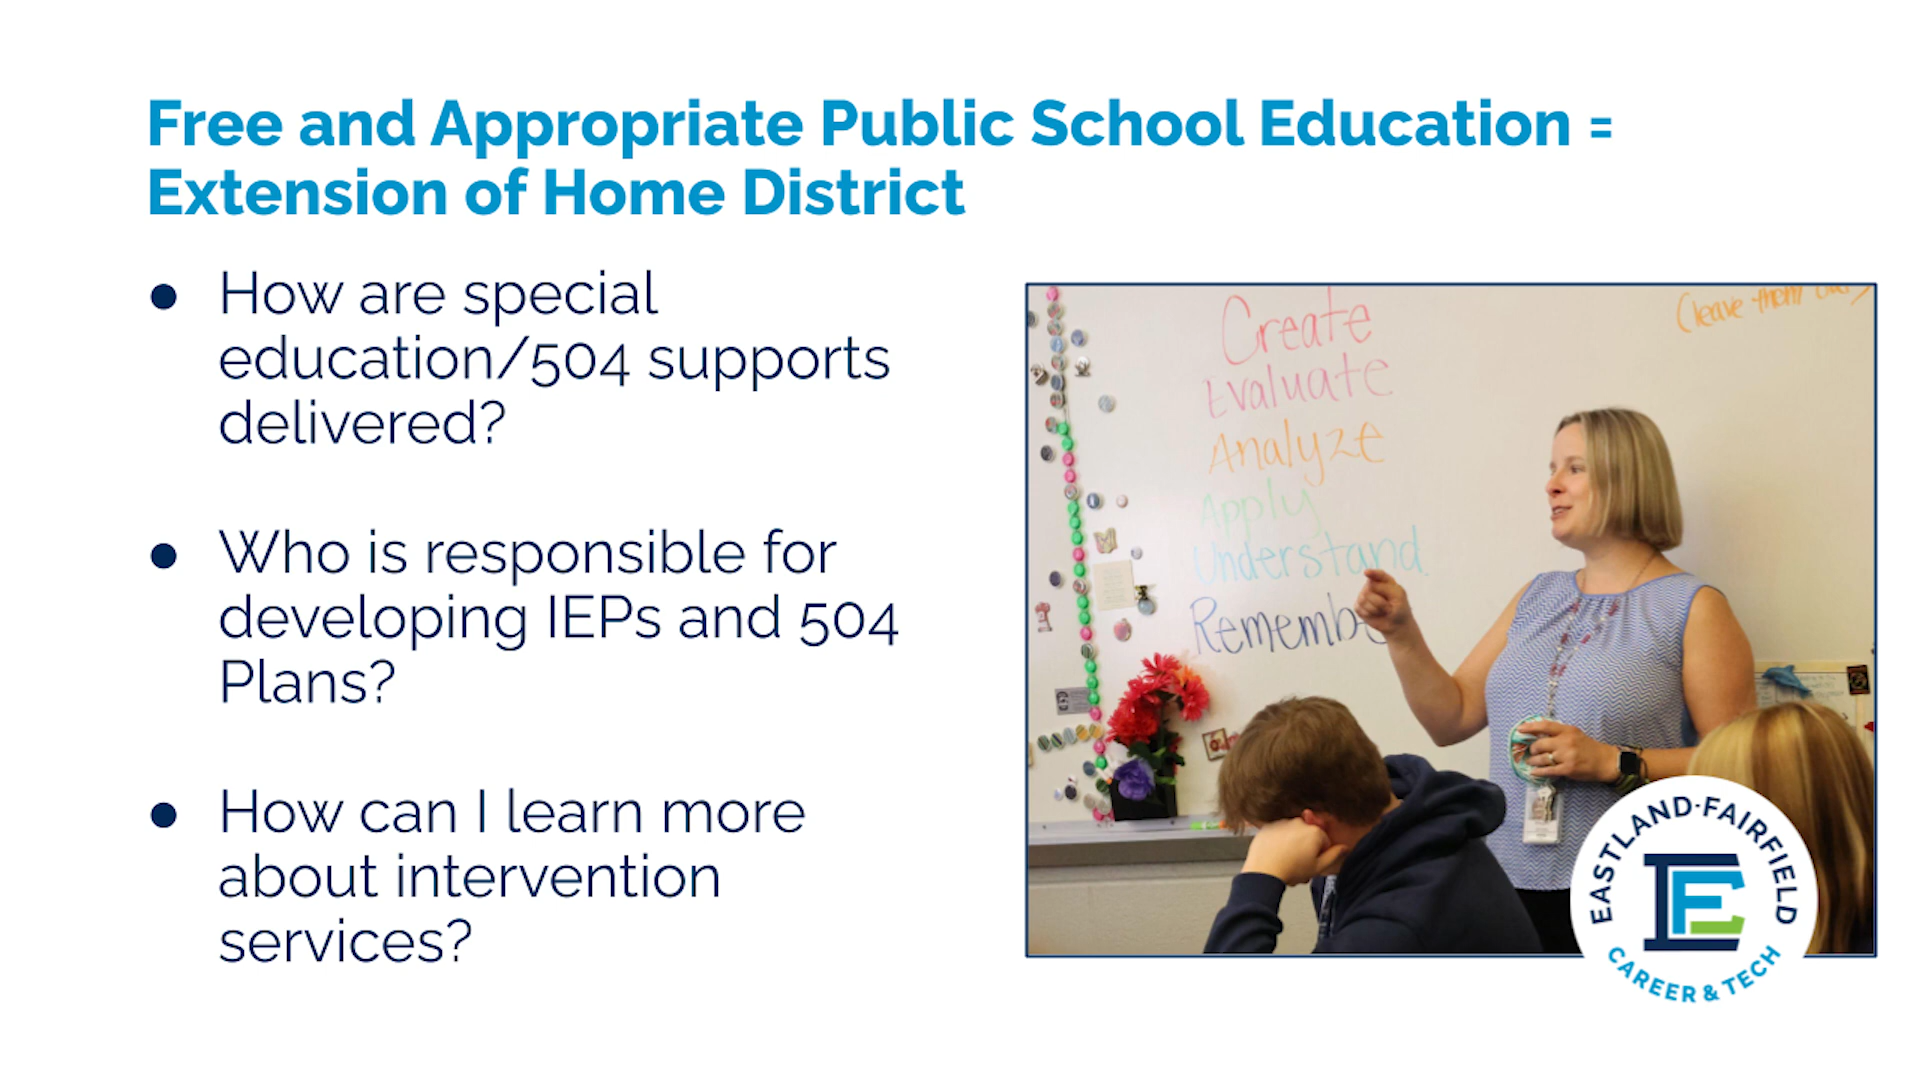 Free and Appropriate Public School Education =
Extension of Home District
● How are special
education/504 supports
delivered?
● Who is responsible for
developing IEPs and 504
Plans?
● How can I learn more
about intervention
services?
Create
Evaluate
Analyze
Apply
Understand
(leave them
EASTLAND-FAIRFIELD
CAREER & TECH